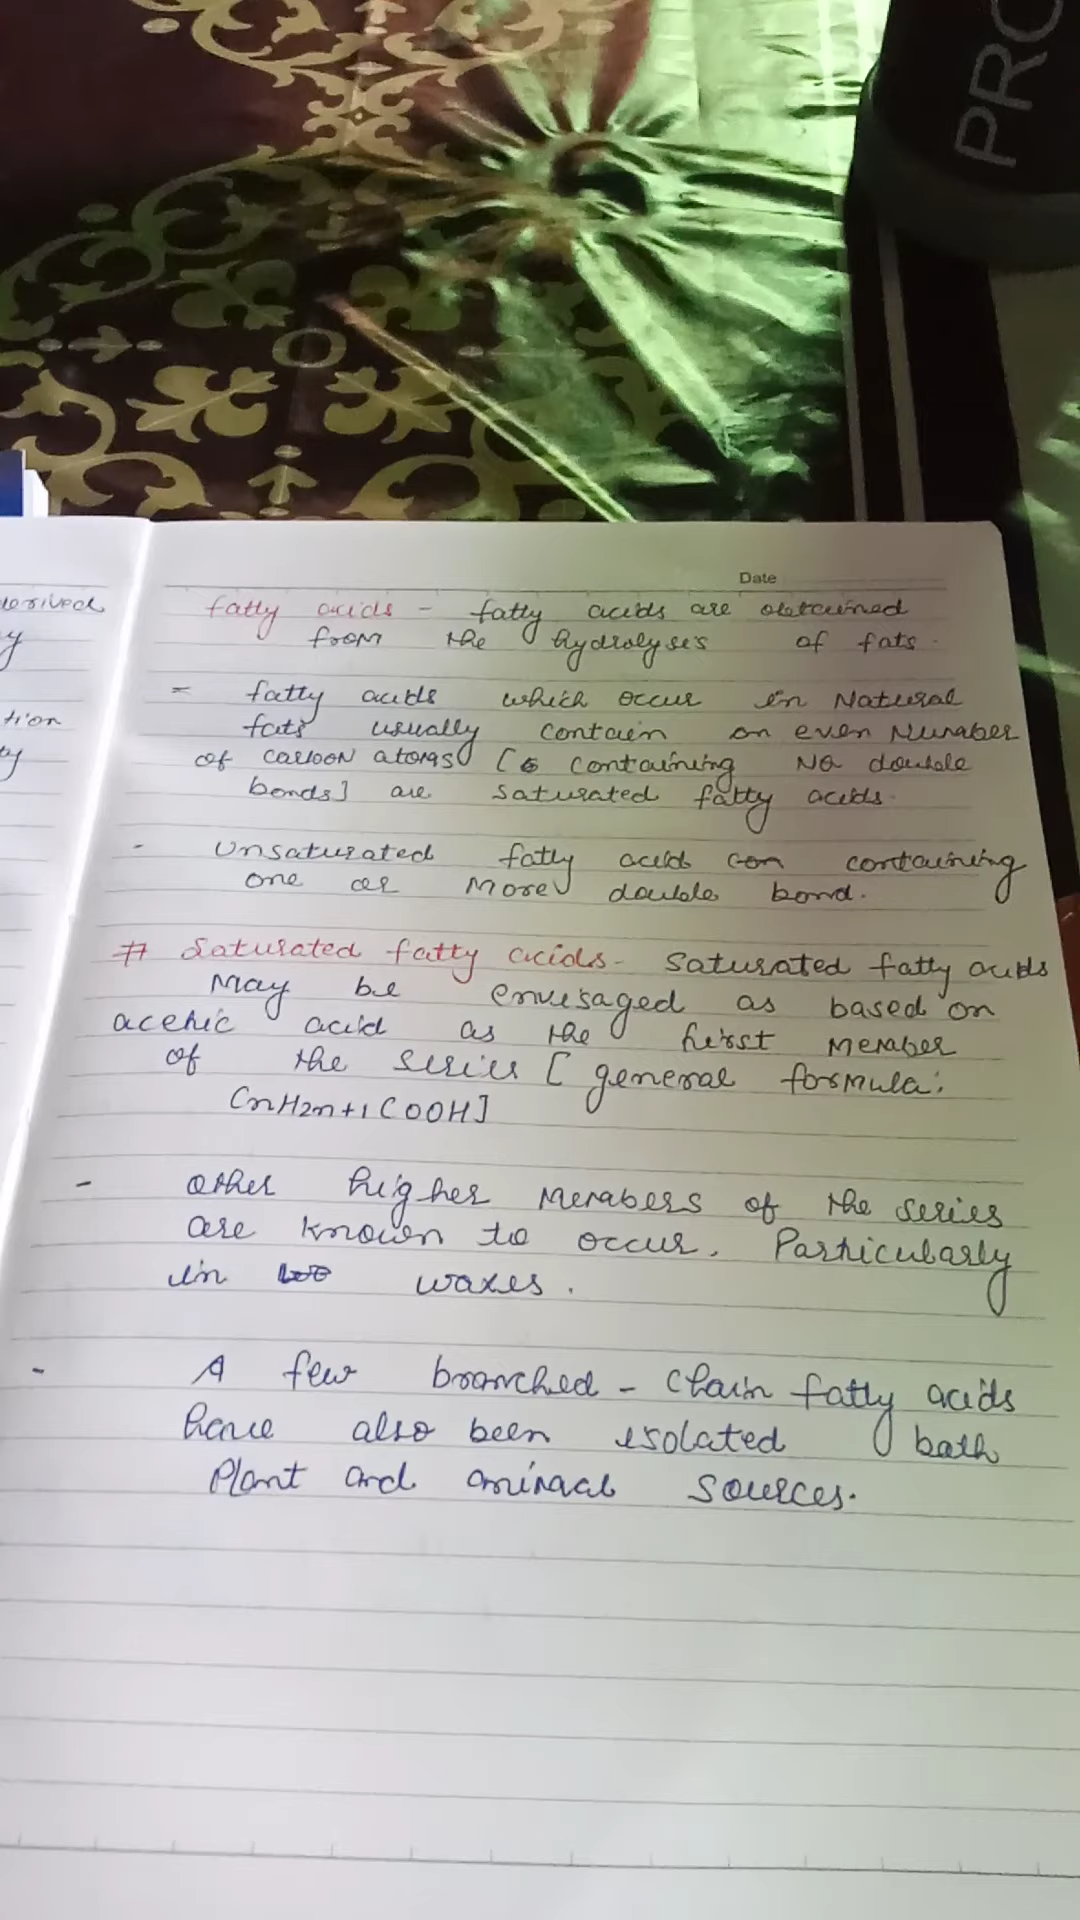 PRO
Date
fatty acids - fatty acids are obtained
from the hydrolyses of fats.
= fatty acids which occur in Natural
fats usually contain an even Number
of carbon atoms [ containing No double
bonds] are saturated fatty acids.
- Unsaturated fatty acid con containing
one or More double bond.
# Saturated fatty acids - Saturated fatty acids
May be envisaged as based on
acetic acid as the first Member
of the series [ general formula:
CnH2n+1 COOH]
- other higher Members of the series
are known to occur. Particularly
in waxes.
- A few branched - chain fatty acids
have also been isolated both
Plant and animal sources.
derived
y
tion
ty